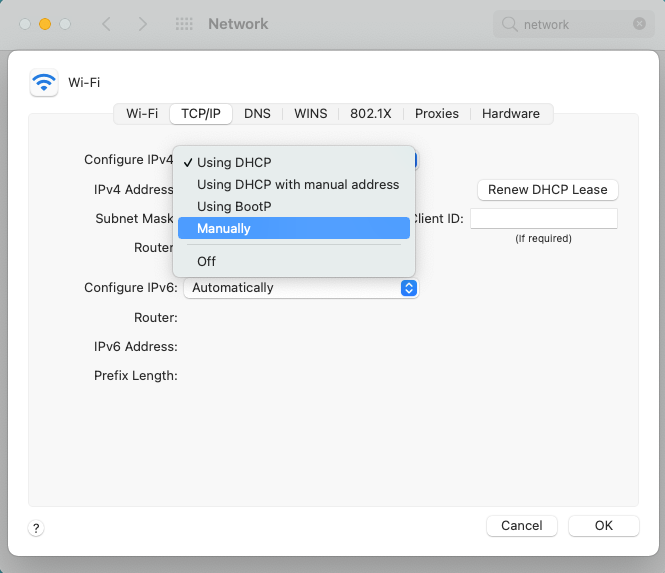 Network
network
Wi-Fi
Wi-Fi TCP/IP DNS WINS 802.1X Proxies Hardware
Configure IPv4
✓ Using DHCP
Using DHCP with manual address
Using BootP
Manually
Off
IPv4 Address
Renew DHCP Lease
Subnet Mask
lient ID:
(If required)
Router
Configure IPv6: Automatically
Router:
IPv6 Address:
Prefix Length:
?
Cancel OK